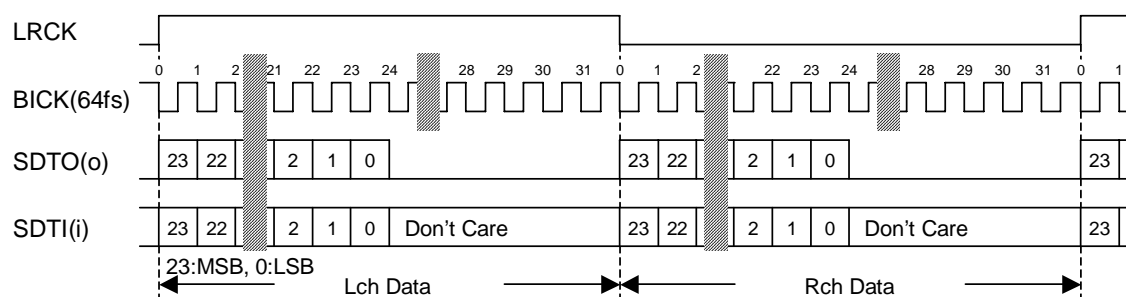 LRCK
0 1 2 21 22 23 24 28 29 30 31 0 1 2 22 23 24 28 29 30 31 0 1
BICK(64fs)
SDTO(o) 23 22 2 1 0 23 22 2 1 0 23
SDTI(i) 23 22 2 1 0 Don't Care 23 22 2 1 0 Don't Care 23
23:MSB, 0:LSB
Lch Data Rch Data